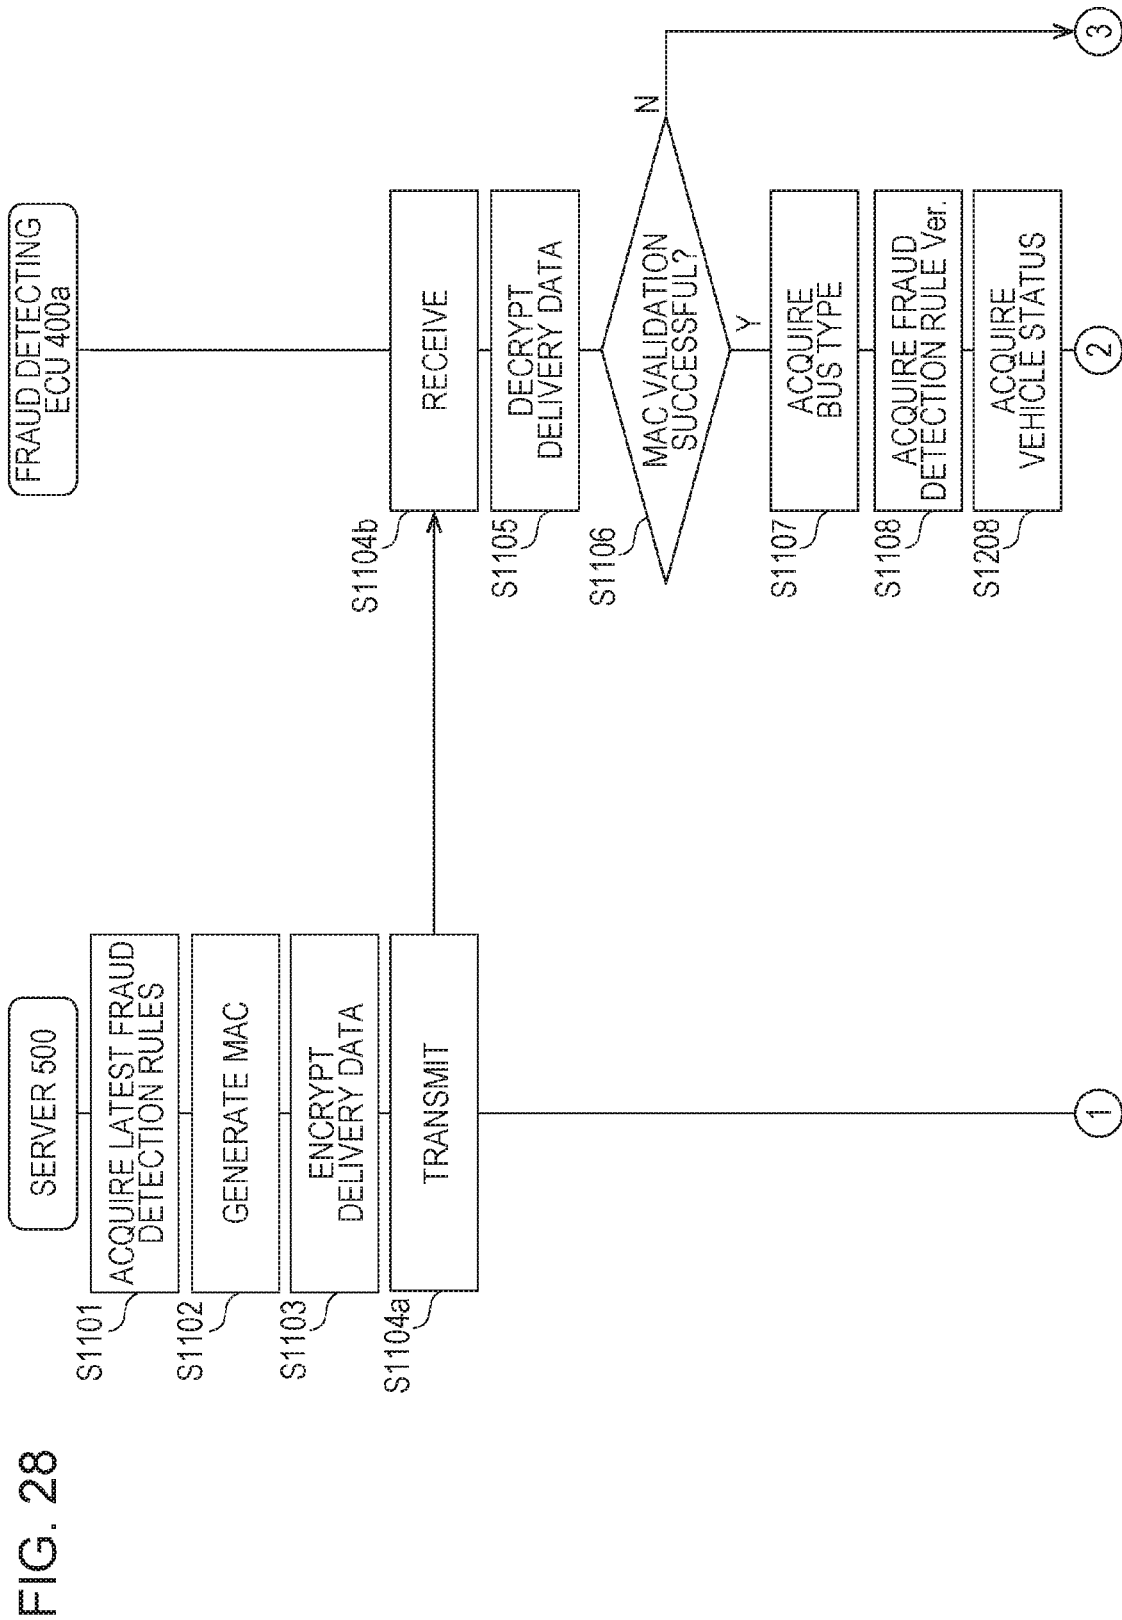 FIG. 28
SERVER 500
S1101
ACQUIRE LATEST FRAUD
DETECTION RULES
S1102
GENERATE MAC
S1103
ENCRYPT
DELIVERY DATA
S1104a
TRANSMIT
1
FRAUD DETECTING
ECU 400a
S1104b
RECEIVE
S1105
DECRYPT
DELIVERY DATA
S1106
MAC VALIDATION
SUCCESSFUL?
N
Y
S1107
ACQUIRE
BUS TYPE
S1108
ACQUIRE FRAUD
DETECTION RULE Ver.
S1208
ACQUIRE
VEHICLE STATUS
2
3